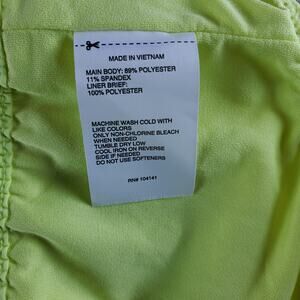 MADE IN VIETNAM
MAIN BODY: 89% POLYESTER
11% SPANDEX
LINER BRIEF:
100% POLYESTER
MACHINE WASH COLD WITH
LIKE COLORS
ONLY NON-CHLORINE BLEACH
WHEN NEEDED
TUMBLE DRY LOW
COOL IRON ON REVERSE
SIDE IF NEEDED
DO NOT USE SOFTENERS
RN# 104141